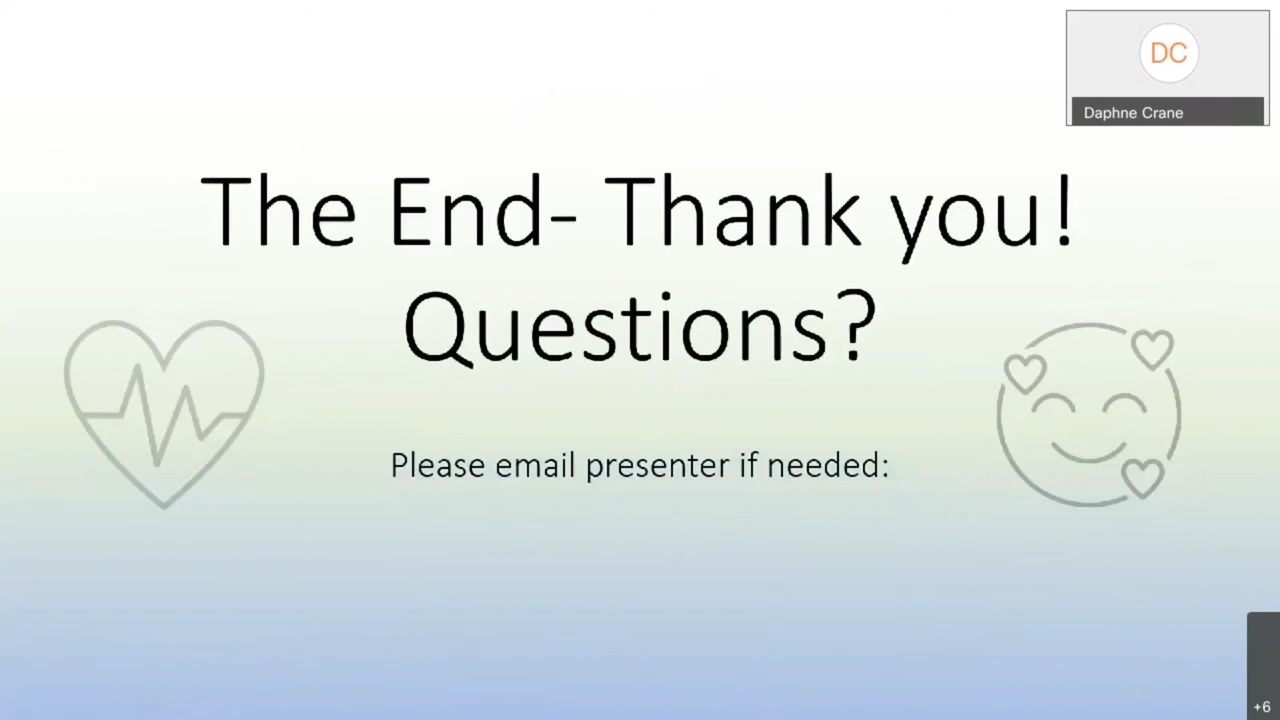 DC
Daphne Crane
The End- Thank you!
Questions?
Please email presenter if needed:
+6